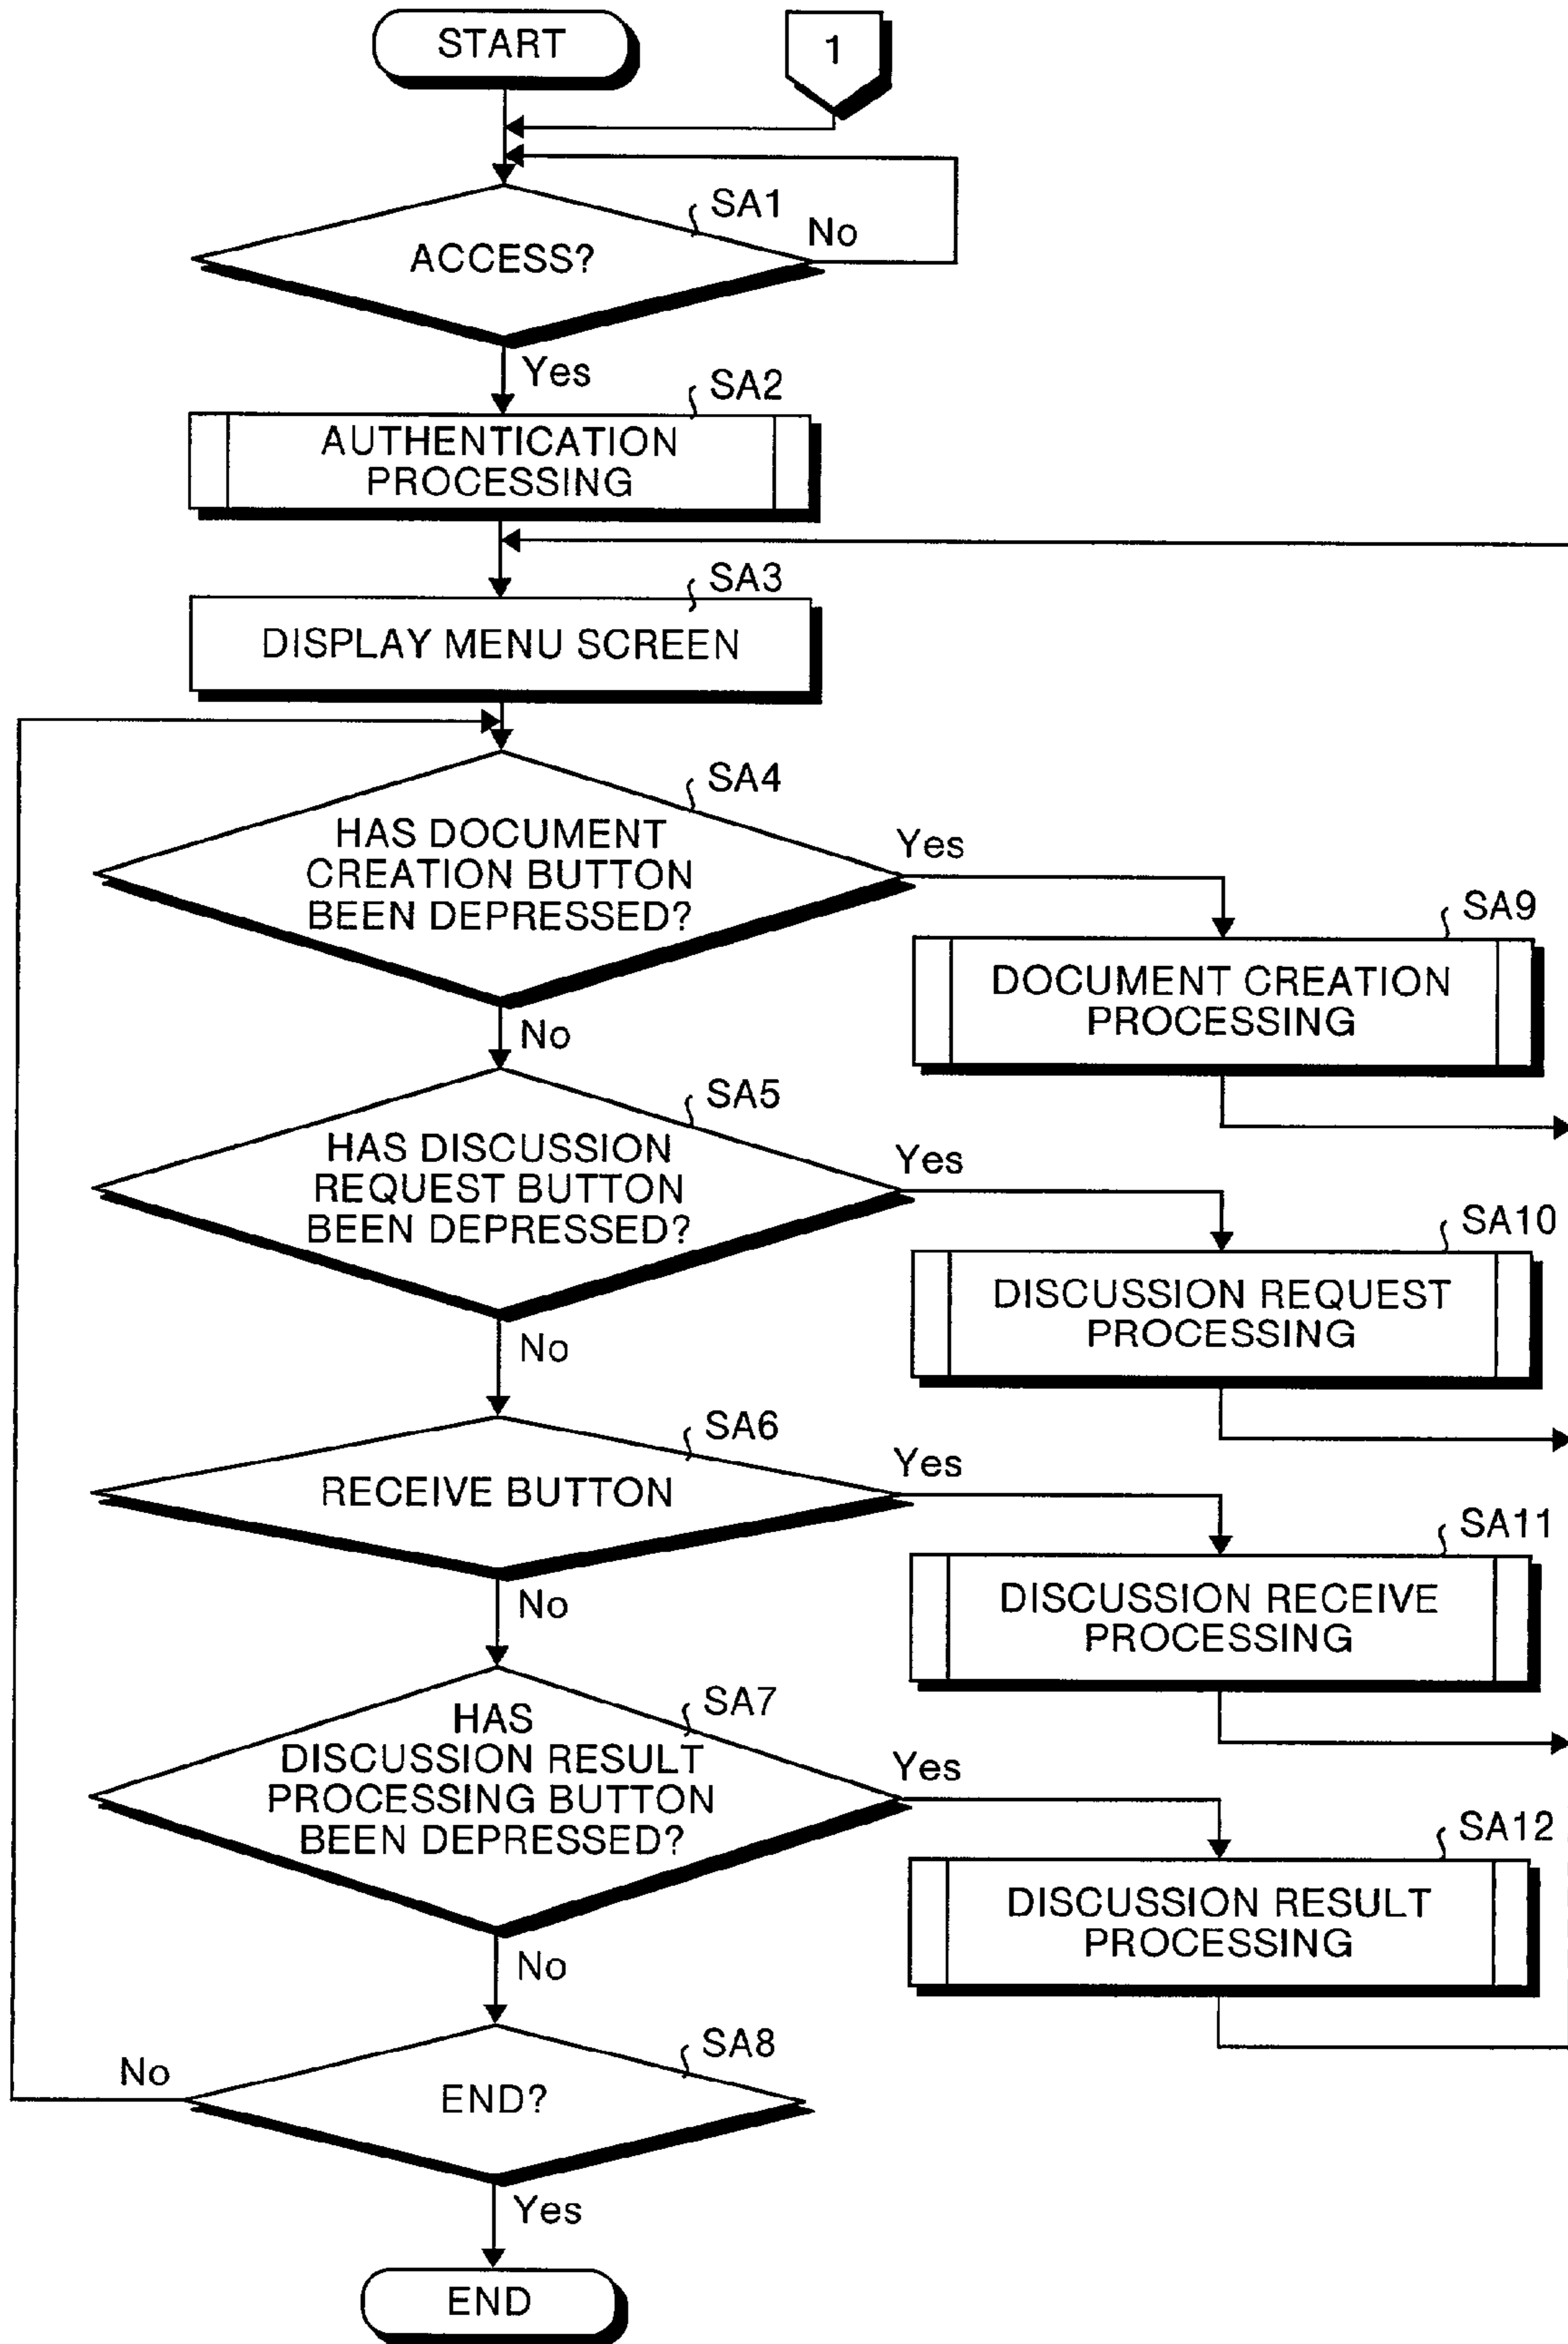 START
1
SA1
ACCESS?
No
Yes
SA2
AUTHENTICATION
PROCESSING
SA3
DISPLAY MENU SCREEN
SA4
HAS DOCUMENT
CREATION BUTTON
BEEN DEPRESSED?
Yes
SA9
DOCUMENT CREATION
PROCESSING
No
SA5
HAS DISCUSSION
REQUEST BUTTON
BEEN DEPRESSED?
Yes
SA10
DISCUSSION REQUEST
PROCESSING
No
SA6
RECEIVE BUTTON
Yes
SA11
DISCUSSION RECEIVE
PROCESSING
No
SA7
HAS
DISCUSSION RESULT
PROCESSING BUTTON
BEEN DEPRESSED?
Yes
SA12
DISCUSSION RESULT
PROCESSING
No
SA8
END?
No
Yes
END